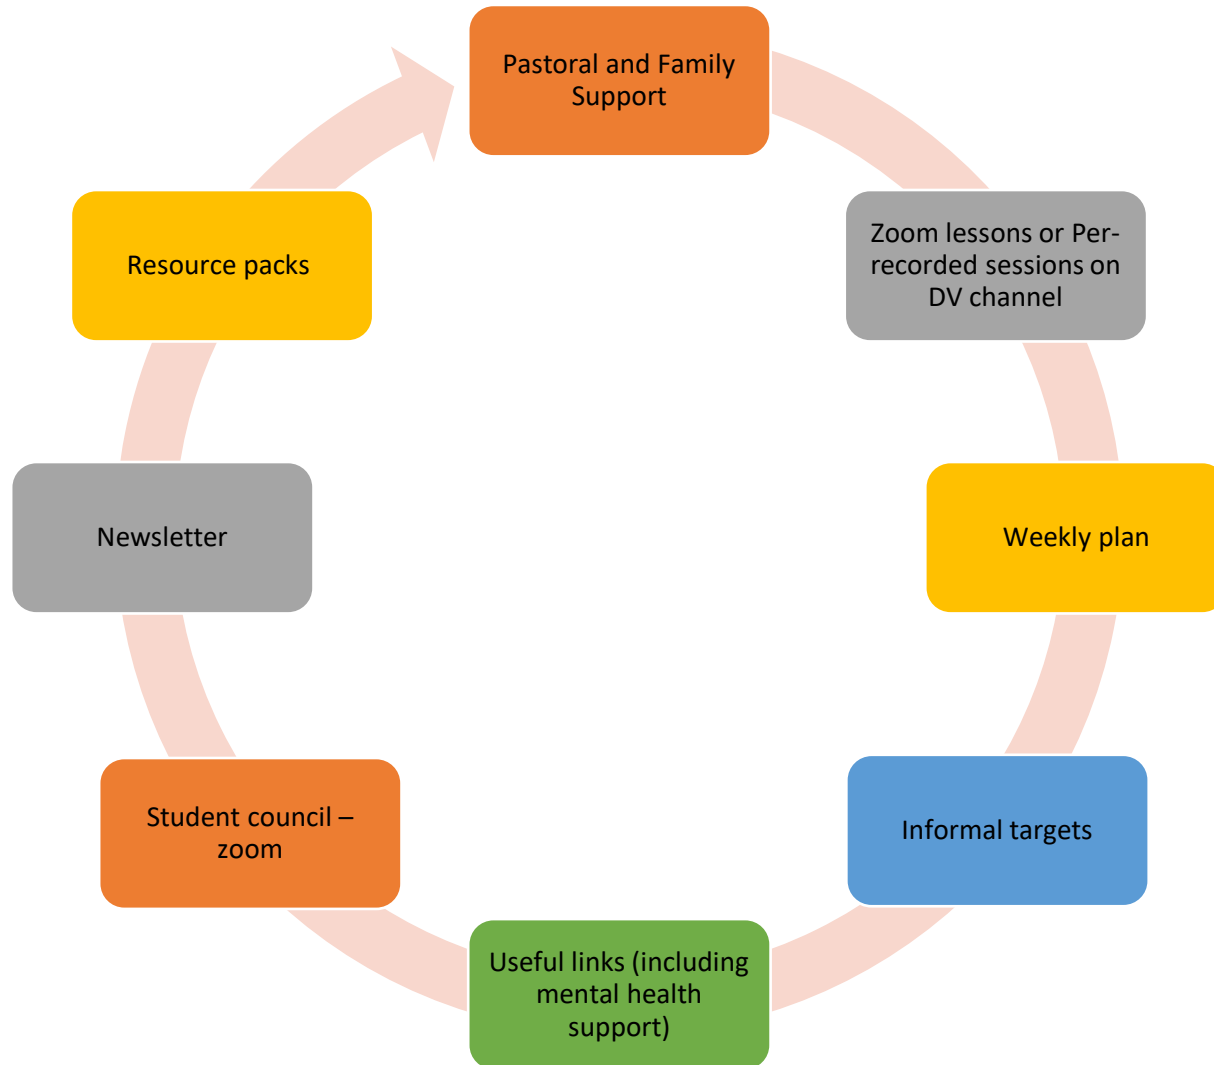 Pastoral and Family
Support
Zoom lessons or Per-
recorded sessions on
DV channel
Weekly plan
Informal targets
Useful links (including
mental health
support)
Student council –
zoom
Newsletter
Resource packs